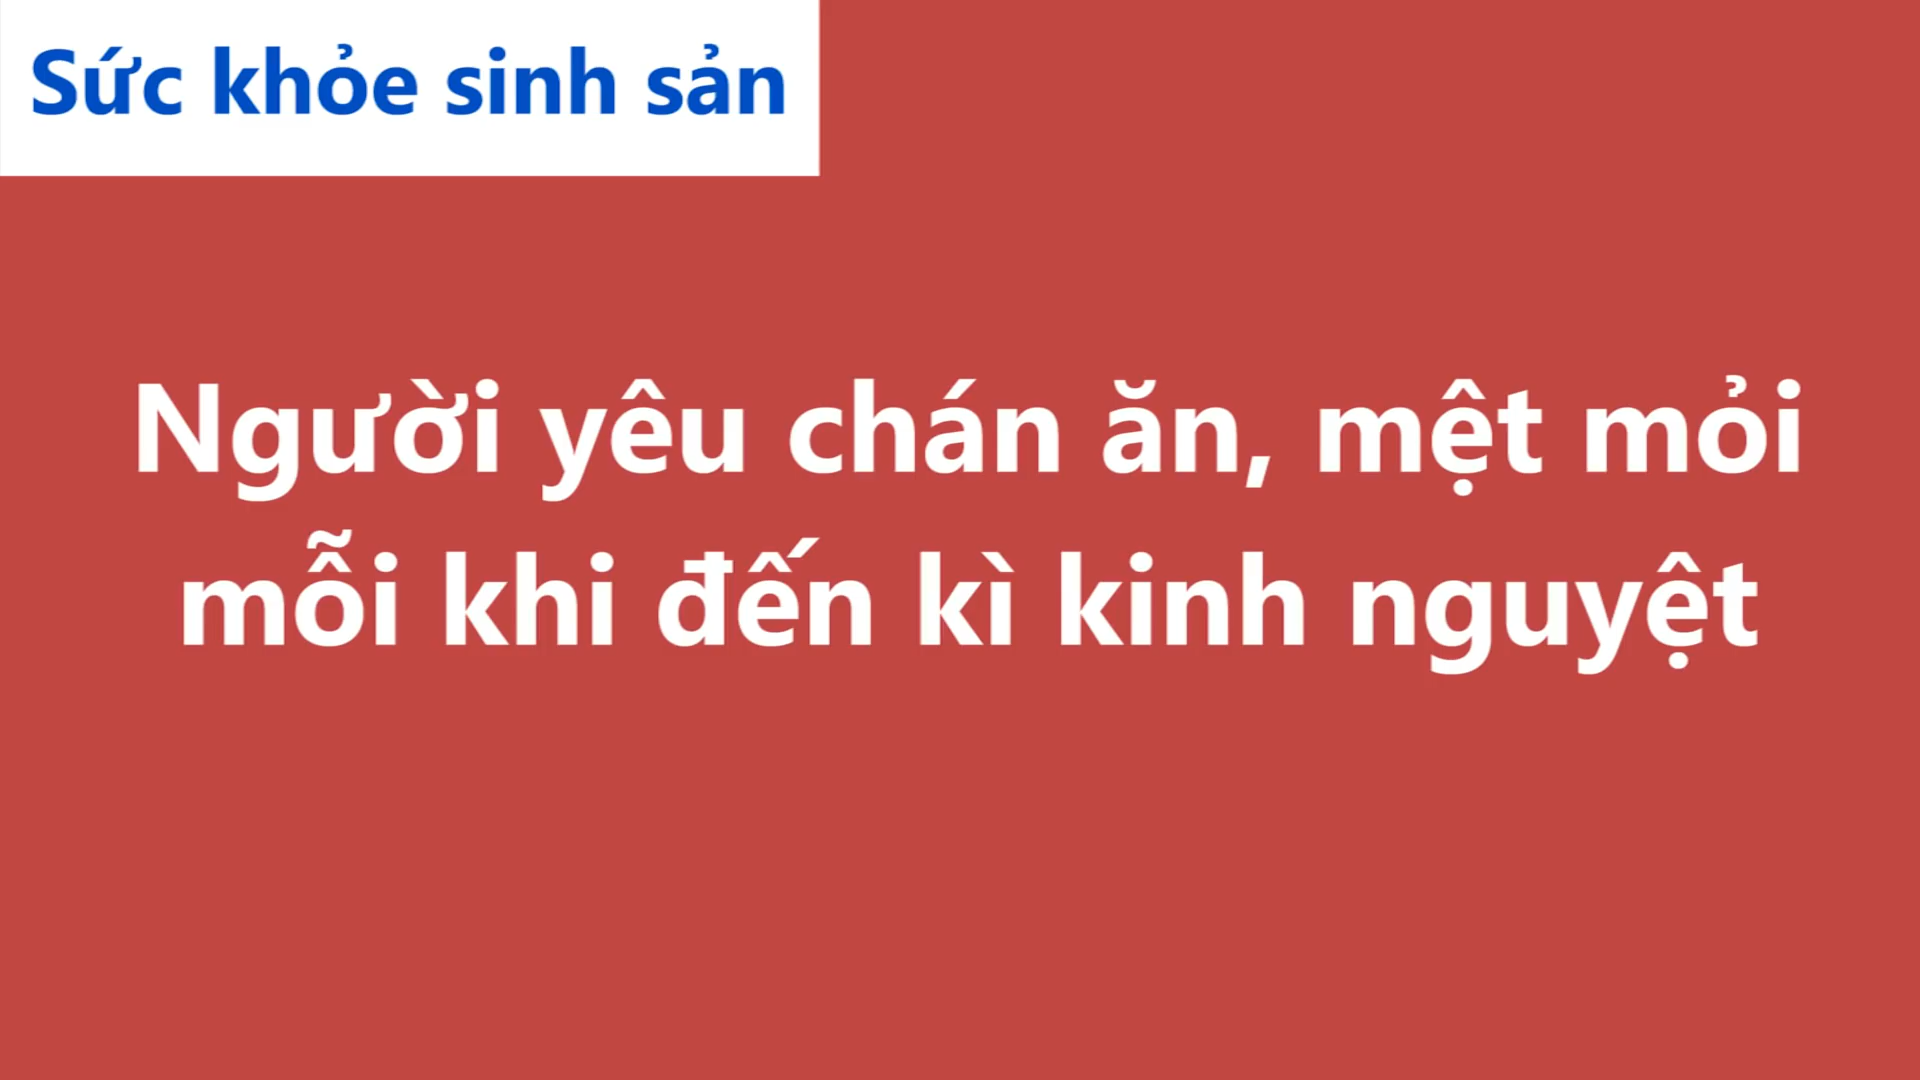 Sức khỏe sinh sản
Người yêu chán ăn, mệt mỏi
mỗi khi đến kì kinh nguyệt